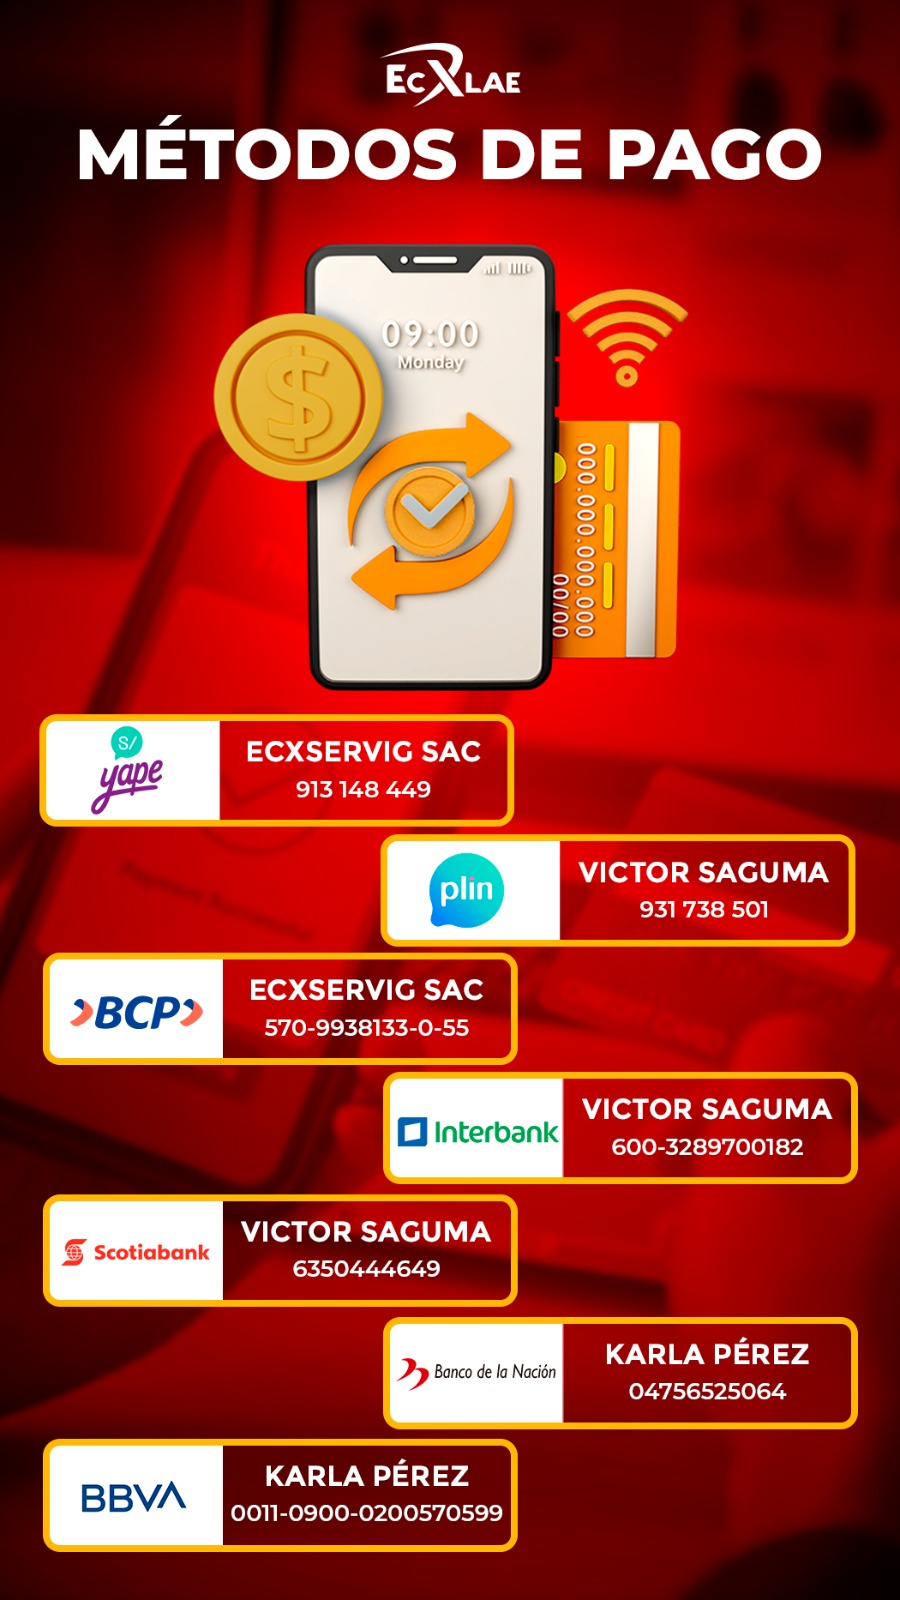 ECXLAE
MÉTODOS DE PAGO
09:00
Monday
000.000.000.000
00/00
S/
yape
ECXSERVIG SAC
913 148 449
plin
VICTOR SAGUMA
931 738 501
BCP
ECXSERVIG SAC
570-9938133-0-55
Interbank
VICTOR SAGUMA
600-3289700182
Scotiabank
VICTOR SAGUMA
6350444649
Banco de la Nación
KARLA PÉREZ
04756525064
BBVA
KARLA PÉREZ
0011-0900-0200570599